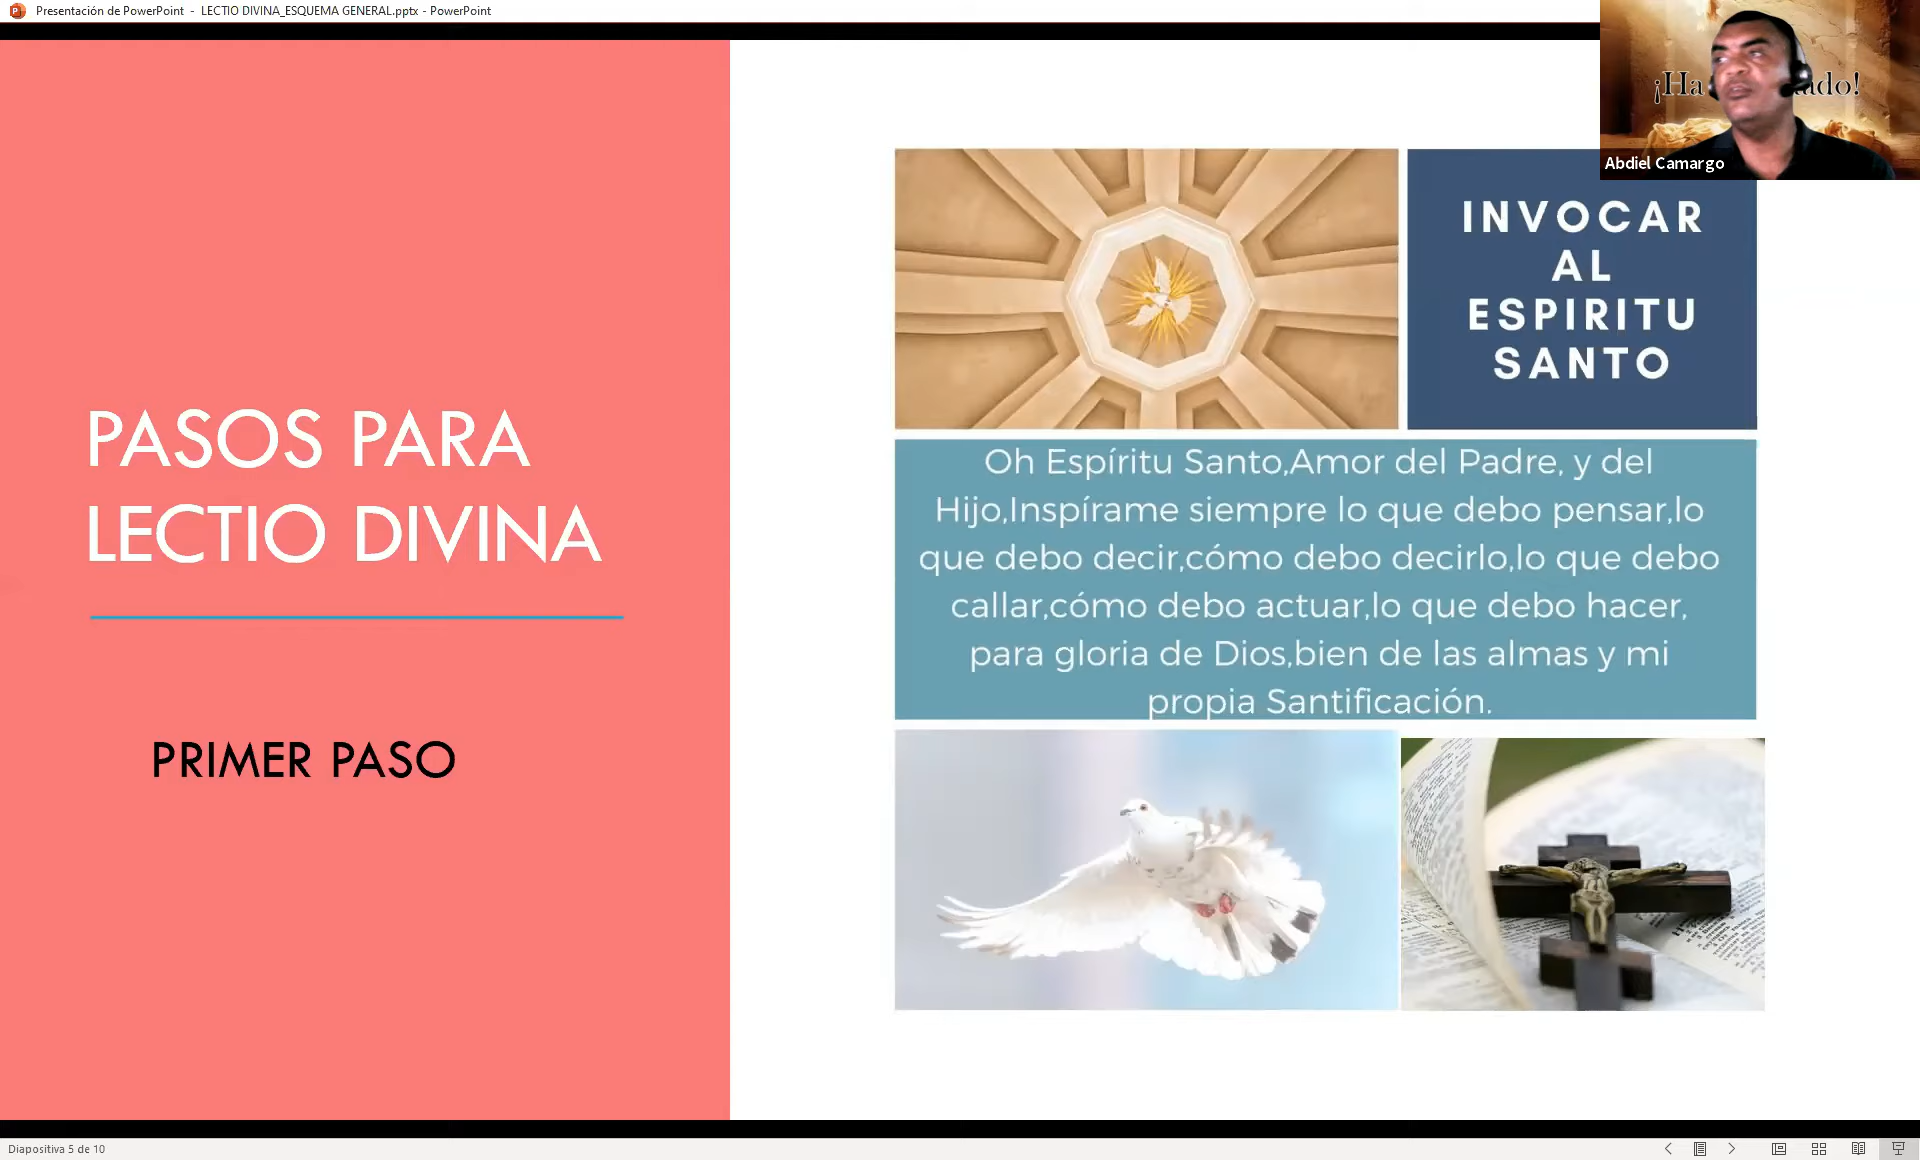 Presentación de PowerPoint - LECTIO DIVINA_ESQUEMA GENERAL.pptx - PowerPoint
Abdiel Camargo
PASOS PARA
LECTIO DIVINA
PRIMER PASO
INVOCAR
AL
ESPIRITU
SANTO
Oh Espíritu Santo,Amor del Padre, y del
Hijo,Inspírame siempre lo que debo pensar,lo
que debo decir,cómo debo decirlo,lo que debo
callar,cómo debo actuar,lo que debo hacer,
para gloria de Dios,bien de las almas y mi
propia Santificación.
Diapositiva 5 de 10